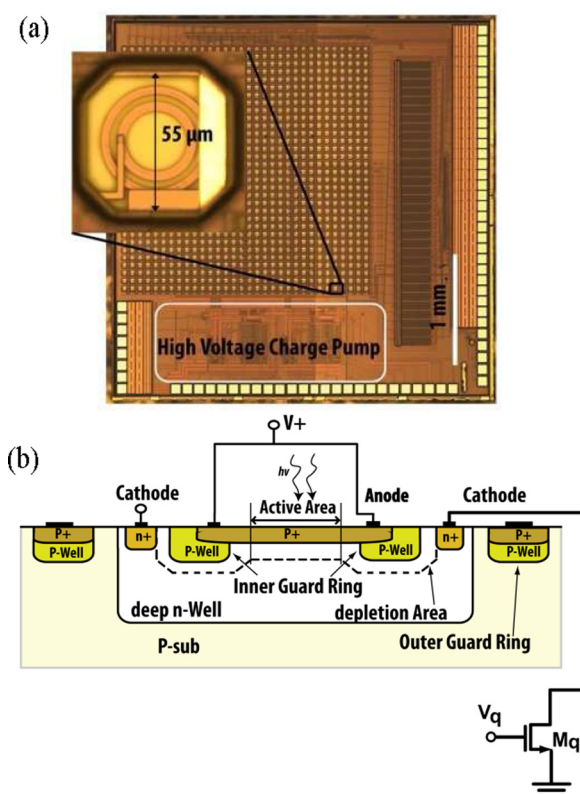 (a)
55 µm
1 mm.
High Voltage Charge Pump
(b)
V+
hv
Cathode
Active Area
Anode
Cathode
P+
n+
P-Well
P+
P-Well
n+
P+
P-Well
P-Well
Inner Guard Ring
deep n-Well
depletion Area
P-sub
Outer Guard Ring
Vq
Mq